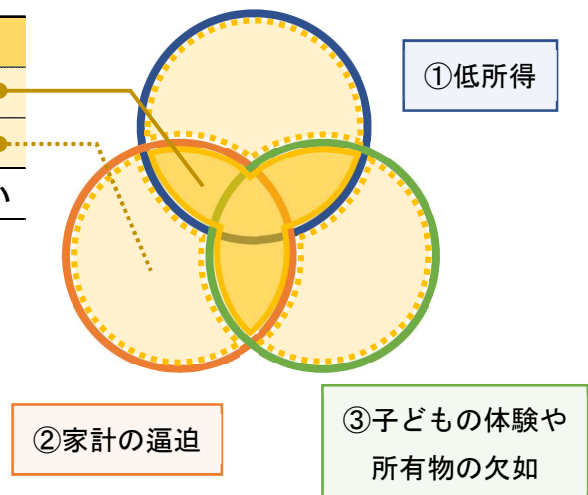 ①低所得
い
②家計の逼迫
③子どもの体験や
所有物の欠如